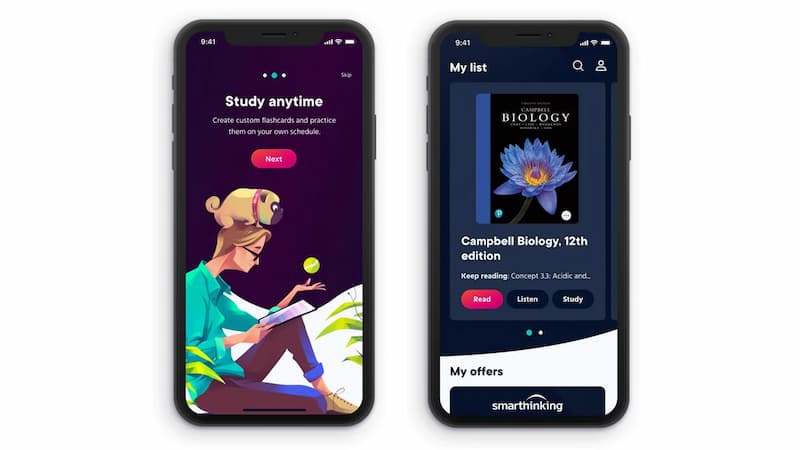 9:41
Skip
Study anytime
Create custom flashcards and practice
them on your own schedule.
Next
9:41
My list
CAMPBELL
BIOLOGY
Campbell Biology, 12th
edition
Keep reading: Concept 3.3: Acidic and..
Read
Listen
Study
My offers
smarthinking